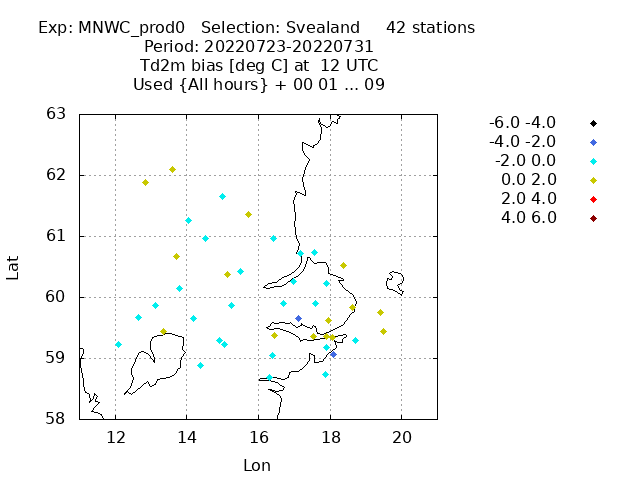 Exp: MNWC_prod0   Selection: Svealand     42 stations
Period: 20220723-20220731
Td2m bias [deg C] at  12 UTC
Used {All hours} + 00 01 ... 09
-6.0 -4.0
-4.0 -2.0
-2.0 0.0
0.0 2.0
2.0 4.0
4.0 6.0
63
62
61
60
59
58
Lat
12 14 16 18 20
Lon